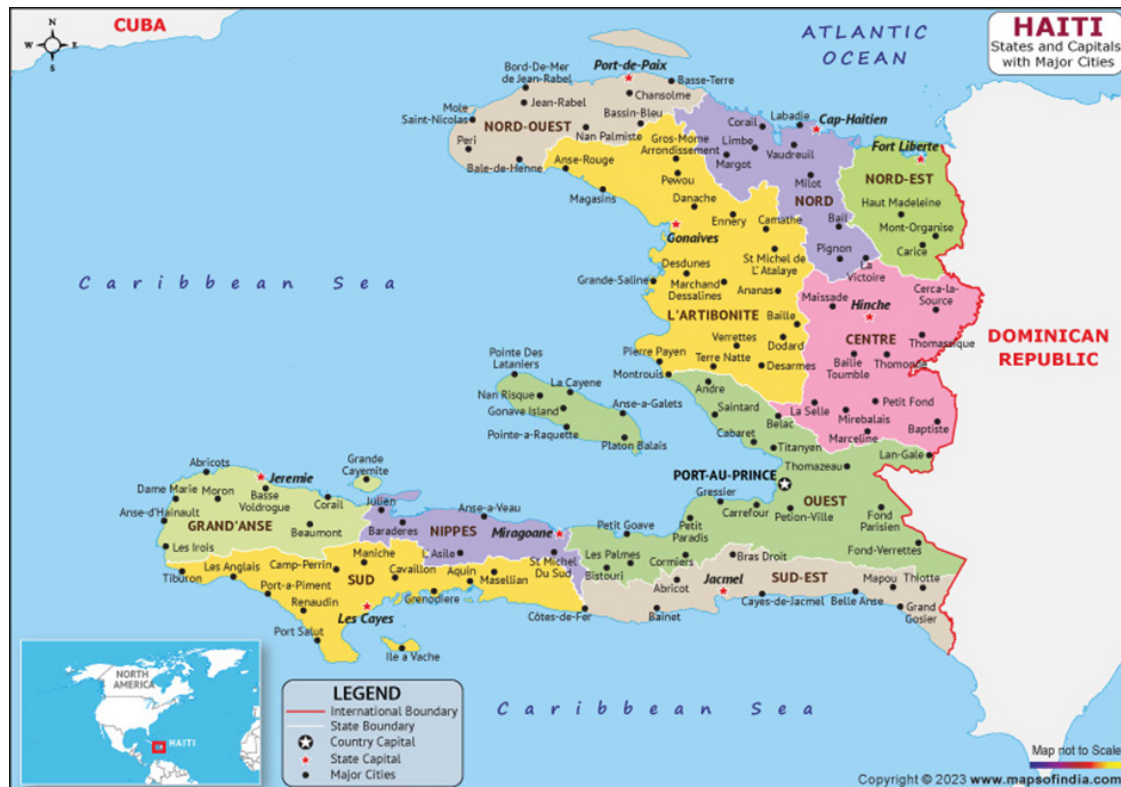 CUBA
N
W
E
S
ATLANTIC
OCEAN
HAITI
States and Capitals
with Major Cities
Port-de-Paix
Bord-De-Mer
de Jean-Rabel
Basse-Terre
Chansolme
Jean-Rabel
Mole
Saint-Nicolas
Bassin-Bleu
NORD-OUEST
Nan Palmiste
Peri
Bale-de-Henne
Corail
Labadie
Cap-Haitien
Gros-Mome
Arrondissement
Limbe
Margot
Vaudreuil
Fort Liberte
Anse-Rouge
Pewou
Milot
NORD-EST
Magasins
Danache
NORD
Haut Madeleine
Ennery
Camathe
Bail
Mont-Organise
Gonaives
Pignon
Carice
Caribbean Sea
Desdunes
St Michel de
L' Atalaye
La
Victoire
Grande-Saline
Marchand
Dessalines
Ananas
Maissade
Hinche
Cerca-la-
Source
L'ARTIBONITE
Baille
CENTRE
DOMINICAN
REPUBLIC
Verrettes
Dodard
Thomassique
Pierre Payen
Terre Natte
Desarmes
Bailie
Toumble
Thomonde
Pointe Des
Lataniers
Montrouis
Andre
La Cayene
Nan Risque
Saintard
La Selle
Petit Fond
Gonave Island
Anse-a-Galets
Belac
Mirebalais
Baptiste
Pointe-a-Raquette
Platon Balais
Cabaret
Marceline
Titanyen
Lan-Gale
Thomazeau
PORT-AU-PRINCE
Abricots
Jeremie
Grande
Cayemite
Gressier
OUEST
Dame Marie
Moron
Basse
Voldrogue
Corail
Julien
Anse-a-Veau
Carrefour
Petion-Ville
Fond
Parisien
Anse-d'Hainault
GRAND'ANSE
Beaumont
Baraderes
NIPPES
Miragoane
Petit Goave
Petit
Paradis
Les Irois
Maniche
L'Asile
St Michel
Du Sud
Les Palmes
Cormiers
Bras Droit
Fond-Verrettes
Tiburon
Les Anglais
Camp-Perrin
SUD
Cavaillon
Aquin
Masellian
Bistouri
Abricot
Jacmel
SUD-EST
Mapou
Thiotte
Port-a-Piment
Renaudin
Grenopiere
Les Cayes
Côtes-de-Fer
Bainet
Cayes-de-Jacmel
Belle Anse
Grand
Gosier
Port Salut
Ile a Vache
NORTH
AMERICA
HAITI
LEGEND
International Boundary
State Boundary
Country Capital
State Capital
Major Cities
Caribbean Sea
Map not to Scale
Copyright © 2023 www.mapsofindia.com